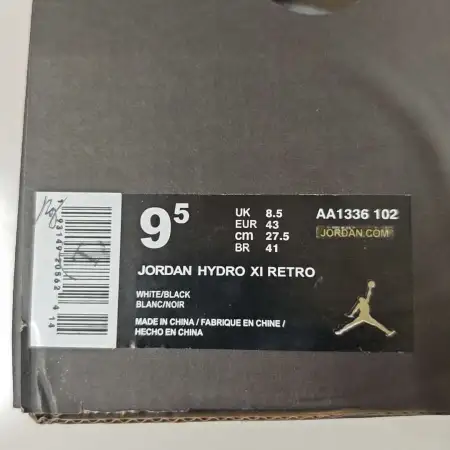 9⁵
UK 8.5
EUR 43
cm 27.5
BR 41
AA1336 102
JORDAN.COM
JORDAN HYDRO XI RETRO
WHITE/BLACK
BLANC/NOIR
MADE IN CHINA / FABRIQUE EN CHINE /
HECHO EN CHINA